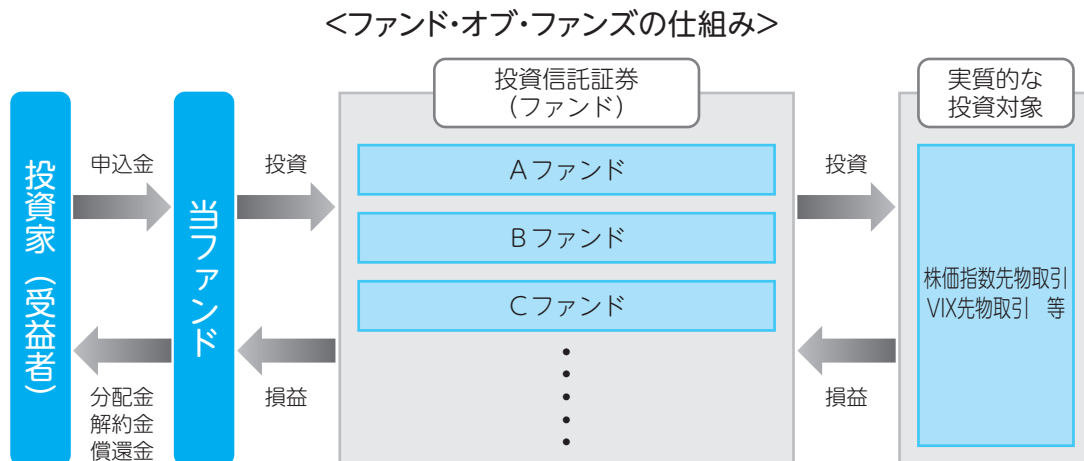 <ファンド・オブ・ファンズの仕組み>
投資信託証券
(ファンド)
実質的な
投資対象
投資家(受益者)
申込金
分配金
解約金
償還金
当ファンド
投資
損益
Aファンド
Bファンド
Cファンド
投資
損益
株価指数先物取引
VIX先物取引 等